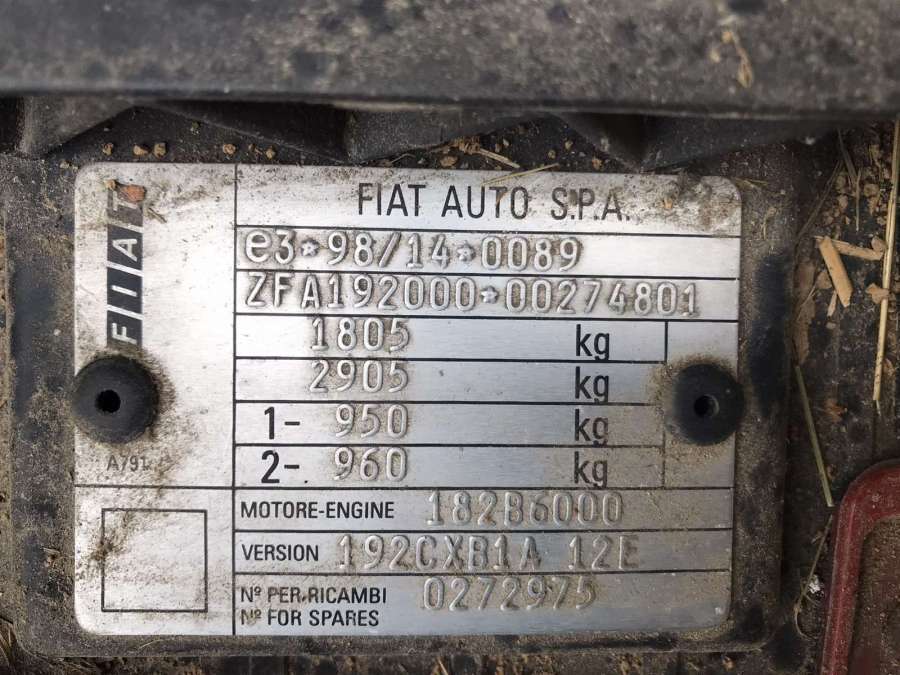 FIAT AUTO S.P.A.
FIAT
e3*98/14*0089
ZFA192000*00274801
1805 kg
2905 kg
1- 950 kg
2- 960 kg
A/91
MOTORE-ENGINE 182B6000
VERSION 192CXB1A 12E
Nº PER RICAMBI 0272975
Nº FOR SPARES